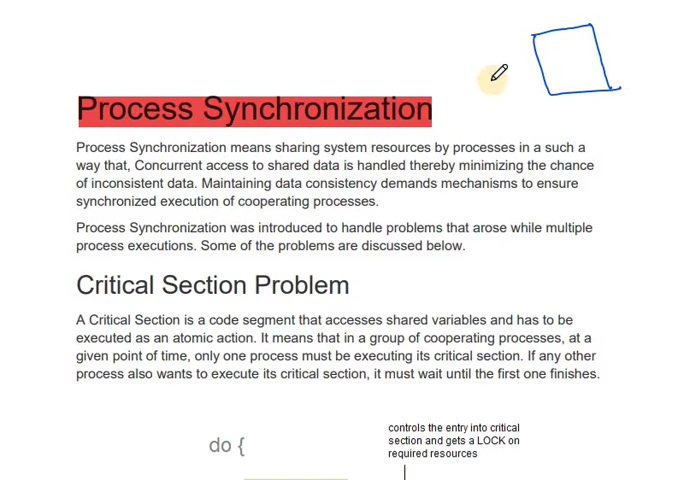 Process Synchronization
Process Synchronization means sharing system resources by processes in a such a
way that, Concurrent access to shared data is handled thereby minimizing the chance
of inconsistent data. Maintaining data consistency demands mechanisms to ensure
synchronized execution of cooperating processes.
Process Synchronization was introduced to handle problems that arose while multiple
process executions. Some of the problems are discussed below.
Critical Section Problem
A Critical Section is a code segment that accesses shared variables and has to be
executed as an atomic action. It means that in a group of cooperating processes, at a
given point of time, only one process must be executing its critical section. If any other
process also wants to execute its critical section, it must wait until the first one finishes.
do {
controls the entry into critical
section and gets a LOCK on
required resources